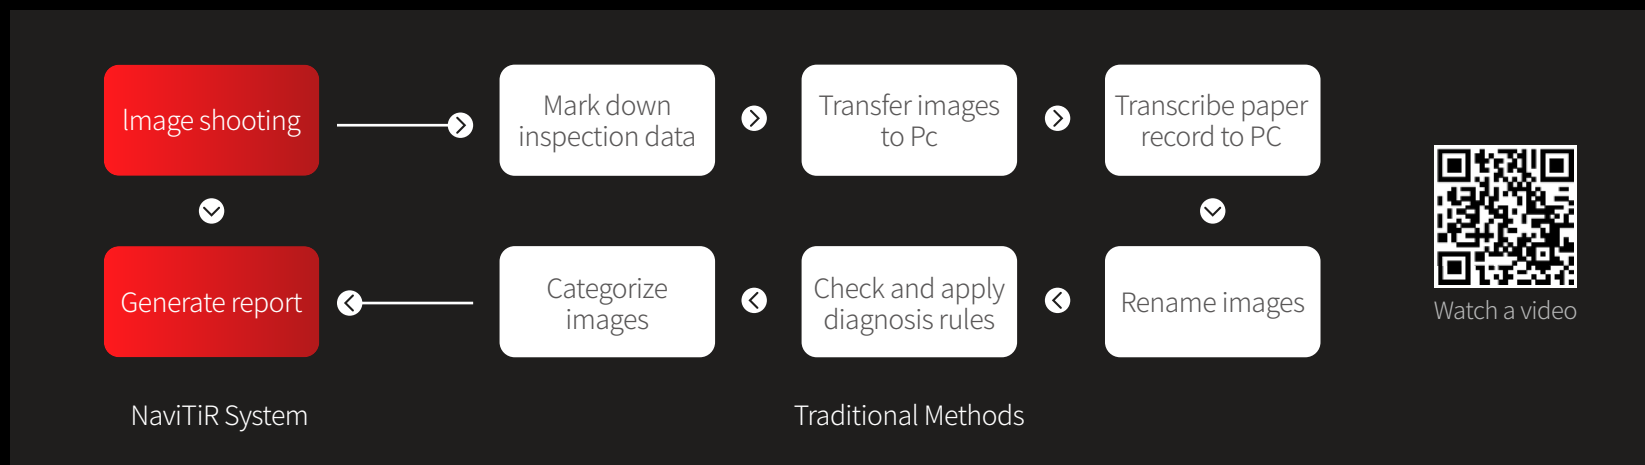 Image shooting
Mark down
inspection data
Transfer images
to Pc
Transcribe paper
record to PC
Generate report
Categorize
images
Check and apply
diagnosis rules
Rename images
Watch a video
NaviTiR System
Traditional Methods